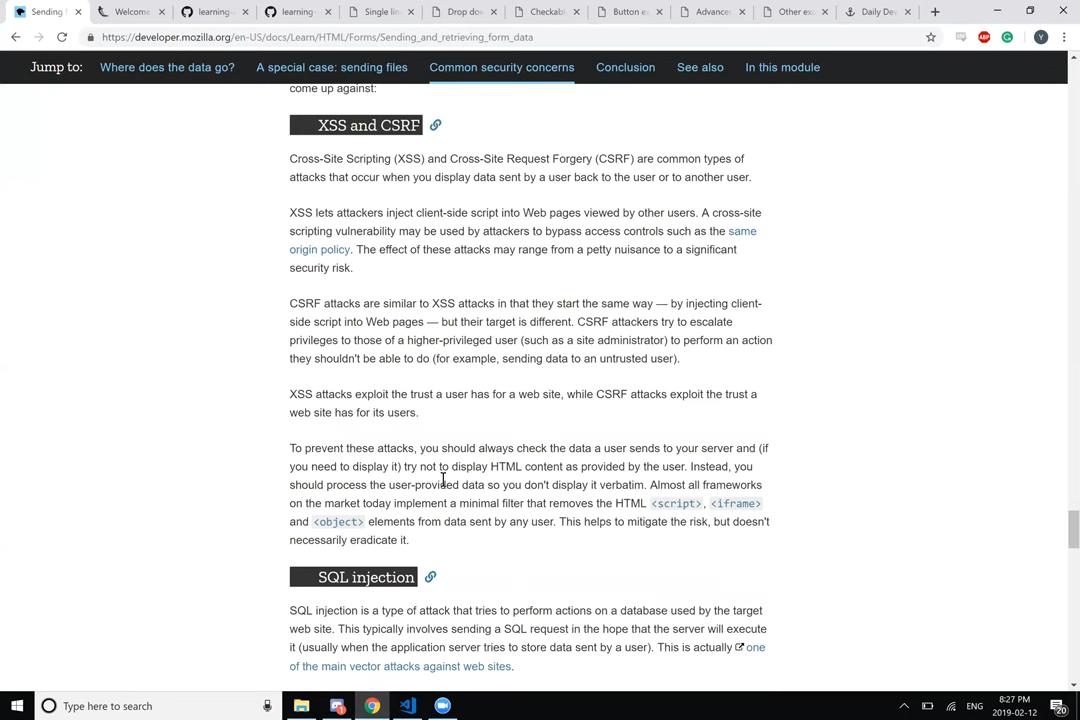 Sending f
Welcome
learning-
learning
Single lin
Drop do
Checkabl
Button e
Advance
Other ex
Daily De
https://developer.mozilla.org/en-US/docs/Learn/HTML/Forms/Sending_and_retrieving_form_data
ABP
G
Y
Jump to: Where does the data go? A special case: sending files Common security concerns Conclusion See also In this module
come up against:
XSS and CSRF
Cross-Site Scripting (XSS) and Cross-Site Request Forgery (CSRF) are common types of
attacks that occur when you display data sent by a user back to the user or to another user.
XSS lets attackers inject client-side script into Web pages viewed by other users. A cross-site
scripting vulnerability may be used by attackers to bypass access controls such as the same
origin policy. The effect of these attacks may range from a petty nuisance to a significant
security risk.
CSRF attacks are similar to XSS attacks in that they start the same way — by injecting client-
side script into Web pages — but their target is different. CSRF attackers try to escalate
privileges to those of a higher-privileged user (such as a site administrator) to perform an action
they shouldn't be able to do (for example, sending data to an untrusted user).
XSS attacks exploit the trust a user has for a web site, while CSRF attacks exploit the trust a
web site has for its users.
To prevent these attacks, you should always check the data a user sends to your server and (if
you need to display it) try not to display HTML content as provided by the user. Instead, you
should process the user-provided data so you don't display it verbatim. Almost all frameworks
on the market today implement a minimal filter that removes the HTML <script>, <iframe>
and <object> elements from data sent by any user. This helps to mitigate the risk, but doesn't
necessarily eradicate it.
SQL injection
SQL injection is a type of attack that tries to perform actions on a database used by the target
web site. This typically involves sending a SQL request in the hope that the server will execute
it (usually when the application server tries to store data sent by a user). This is actually one
of the main vector attacks against web sites.
Type here to search
ENG
8:27 PM
2019-02-12
20